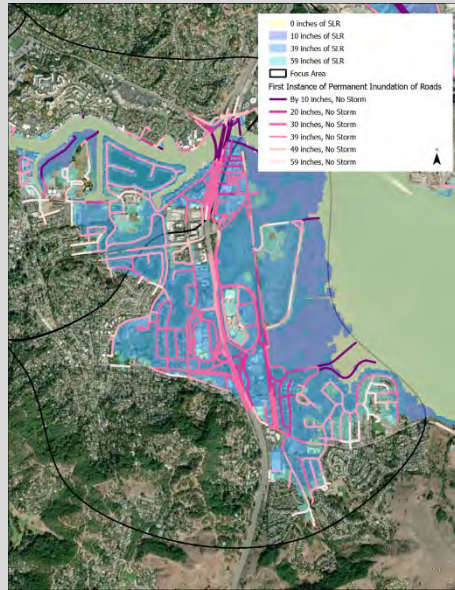 0 inches of SLR
10 inches of SLR
39 inches of SLR
59 inches of SLR
Focus Area
First Instance of Permanent Inundation of Roads
By 10 inches, No Storm
20 inches, No Storm
30 inches, No Storm
39 inches, No Storm
49 inches, No Storm
59 inches, No Storm